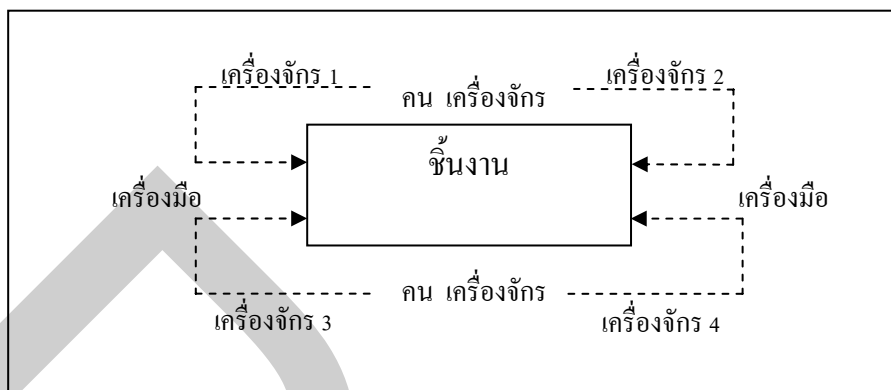 เครื่องจักร 1
เครื่องจักร 2
คน เครื่องจักร
ชิ้นงาน
เครื่องมือ
เครื่องมือ
คน เครื่องจักร
เครื่องจักร 3
เครื่องจักร 4